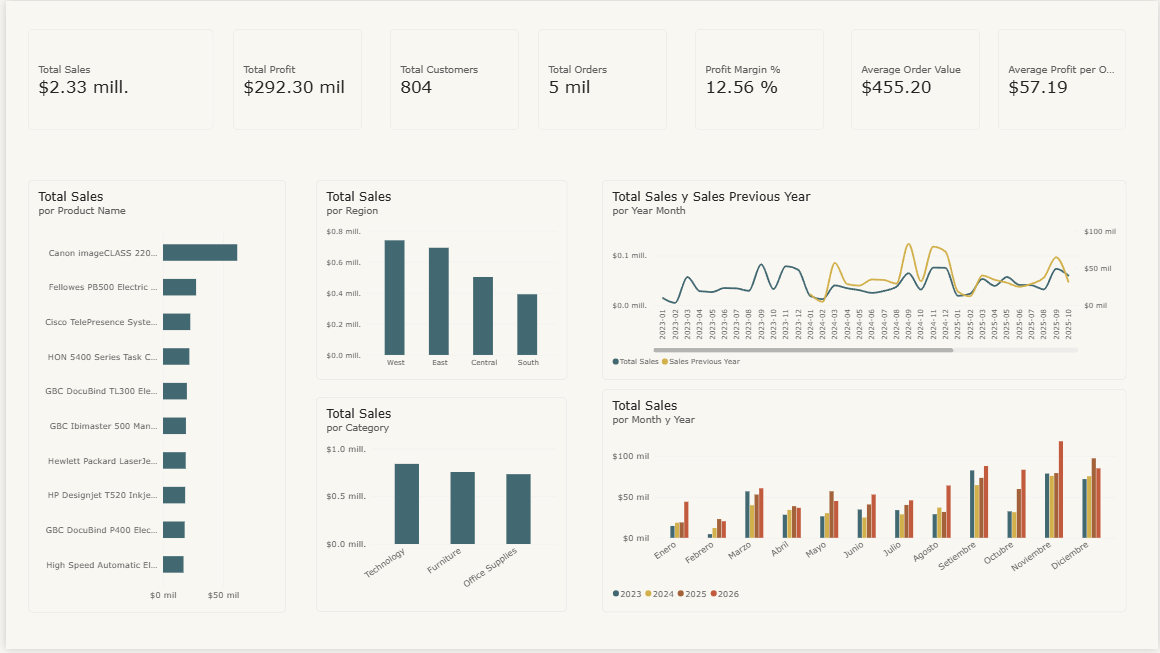 Total Sales
$2.33 mill.
Total Profit
$292.30 mil
Total Customers
804
Total Orders
5 mil
Profit Margin %
12.56 %
Average Order Value
$455.20
Average Profit per O...
$57.19
Total Sales
por Product Name
Canon imageCLASS 220...
Fellowes PB500 Electric ...
Cisco TelePresence Syste...
HON 5400 Series Task C...
GBC DocuBind TL300 Ele...
GBC Ibimaster 500 Man...
Hewlett Packard LaserJe...
HP Designjet T520 Inkje...
GBC DocuBind P400 Elec...
High Speed Automatic El...
$0 mil $50 mil
Total Sales
por Region
$0.8 mill.
$0.6 mill.
$0.4 mill.
$0.2 mill.
$0.0 mill.
West East Central South
Total Sales
por Category
$1.0 mill.
$0.5 mill.
$0.0 mill.
Technology Furniture Office Supplies
Total Sales y Sales Previous Year
por Year Month
$0.1 mill.
$0.0 mill.
$100 mil
$50 mil
$0 mil
2023-01 2023-02 2023-03 2023-04 2023-05 2023-06 2023-07 2023-08 2023-09 2023-10 2023-11 2023-12 2024-01 2024-02 2024-03 2024-04 2024-05 2024-06 2024-07 2024-08 2024-09 2024-10 2024-11 2024-12 2025-01 2025-02 2025-03 2025-04 2025-05 2025-06 2025-07 2025-08 2025-09 2025-10
Total Sales Sales Previous Year
Total Sales
por Month y Year
$100 mil
$50 mil
$0 mil
Enero Febrero Marzo Abril Mayo Junio Julio Agosto Setiembre Octubre Noviembre Diciembre
2023 2024 2025 2026